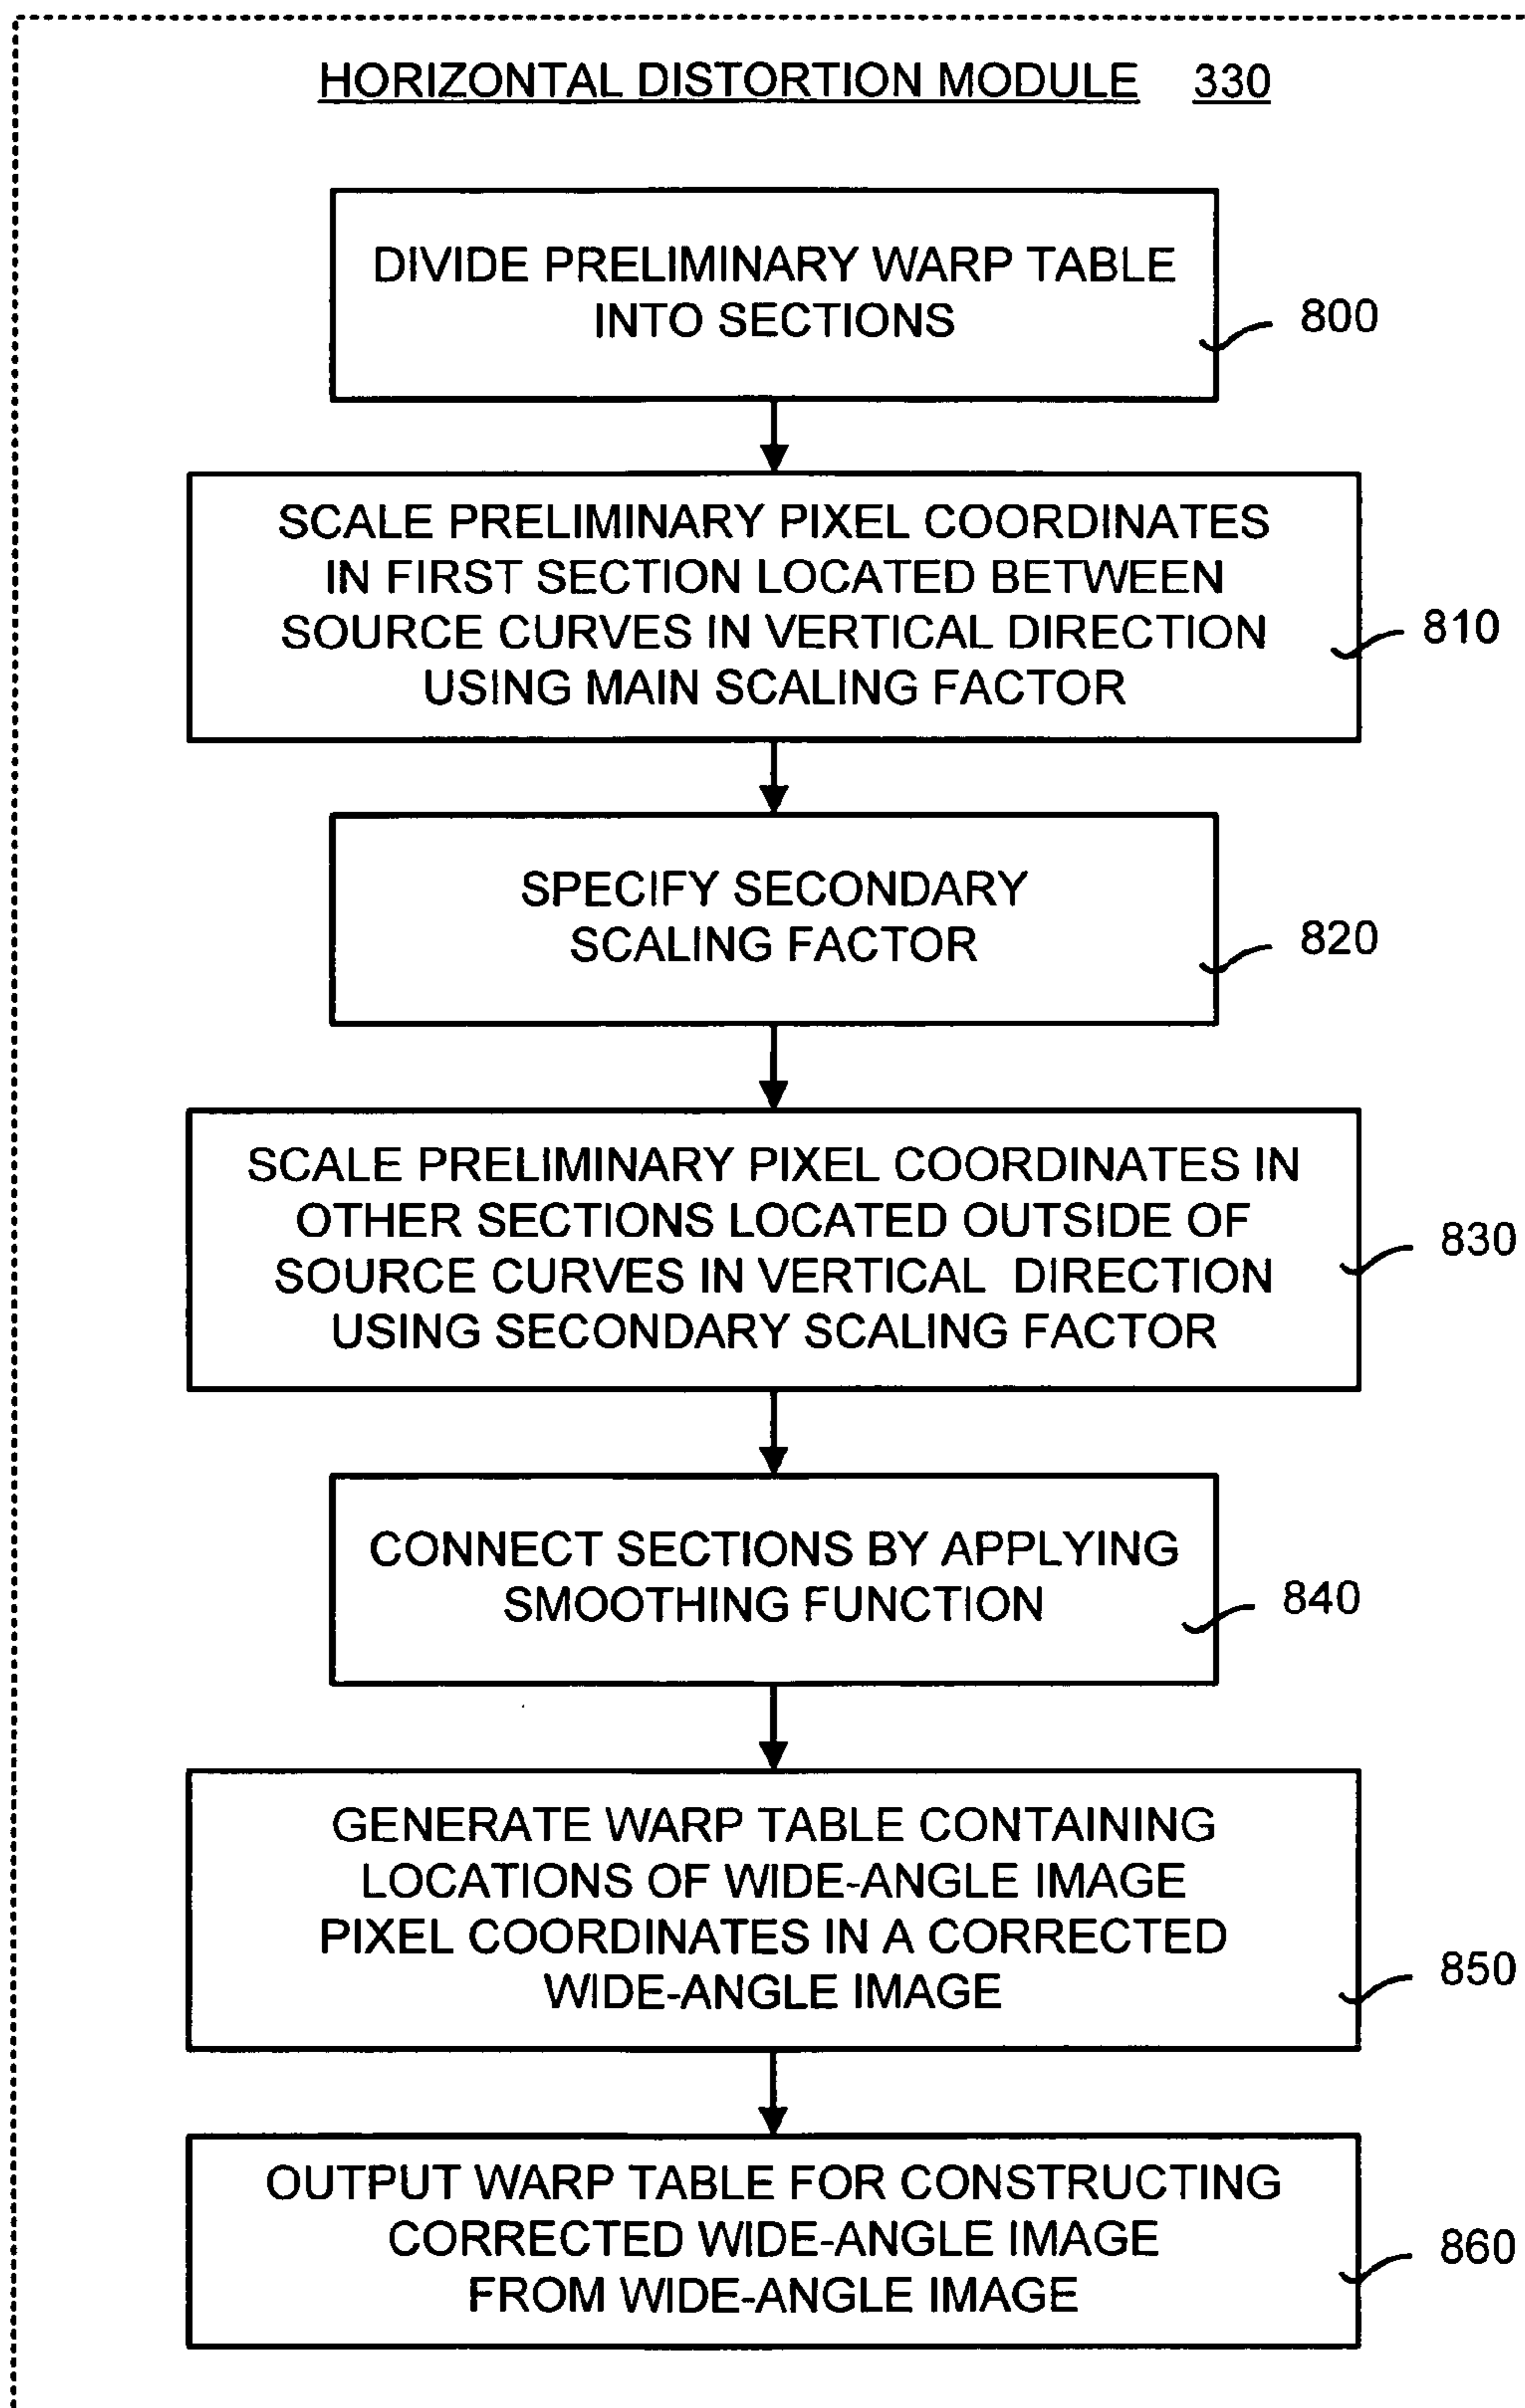 HORIZONTAL DISTORTION MODULE 330
DIVIDE PRELIMINARY WARP TABLE
INTO SECTIONS
800
SCALE PRELIMINARY PIXEL COORDINATES
IN FIRST SECTION LOCATED BETWEEN
SOURCE CURVES IN VERTICAL DIRECTION
USING MAIN SCALING FACTOR
810
SPECIFY SECONDARY
SCALING FACTOR
820
SCALE PRELIMINARY PIXEL COORDINATES IN
OTHER SECTIONS LOCATED OUTSIDE OF
SOURCE CURVES IN VERTICAL DIRECTION
USING SECONDARY SCALING FACTOR
830
CONNECT SECTIONS BY APPLYING
SMOOTHING FUNCTION
840
GENERATE WARP TABLE CONTAINING
LOCATIONS OF WIDE-ANGLE IMAGE
PIXEL COORDINATES IN A CORRECTED
WIDE-ANGLE IMAGE
850
OUTPUT WARP TABLE FOR CONSTRUCTING
CORRECTED WIDE-ANGLE IMAGE
FROM WIDE-ANGLE IMAGE
860